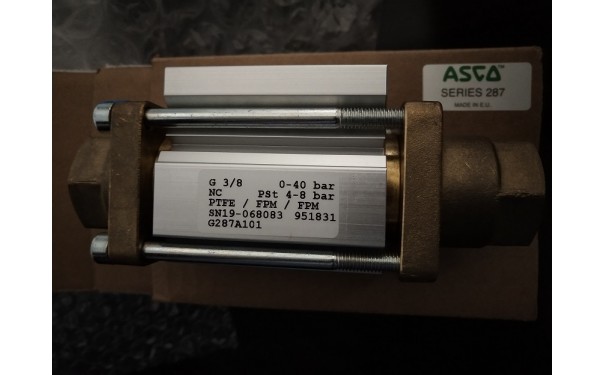 ASCO™
SERIES 287
MADE IN E.U.
G 3/8 0-40 bar
NC Pst 4-8 bar
PTFE / FPM / FPM
SN19-068083 951831
G287A101